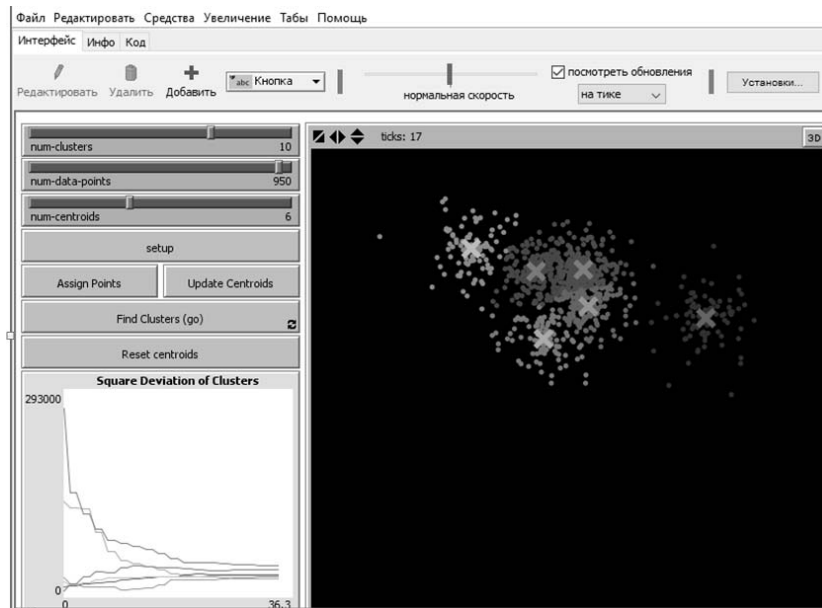 Файл Редактировать Средства Увеличение Табы Помощь
Интерфейс Инфо Код
Редактировать Удалить Добавить abc Кнопка нормальная скорость посмотреть обновления на тике Установки...
num-clusters 10
num-data-points 950
num-centroids 6
setup
Assign Points Update Centroids
Find Clusters (go)
Reset centroids
Square Deviation of Clusters
293000
0
0 36.3
ticks: 17 3D